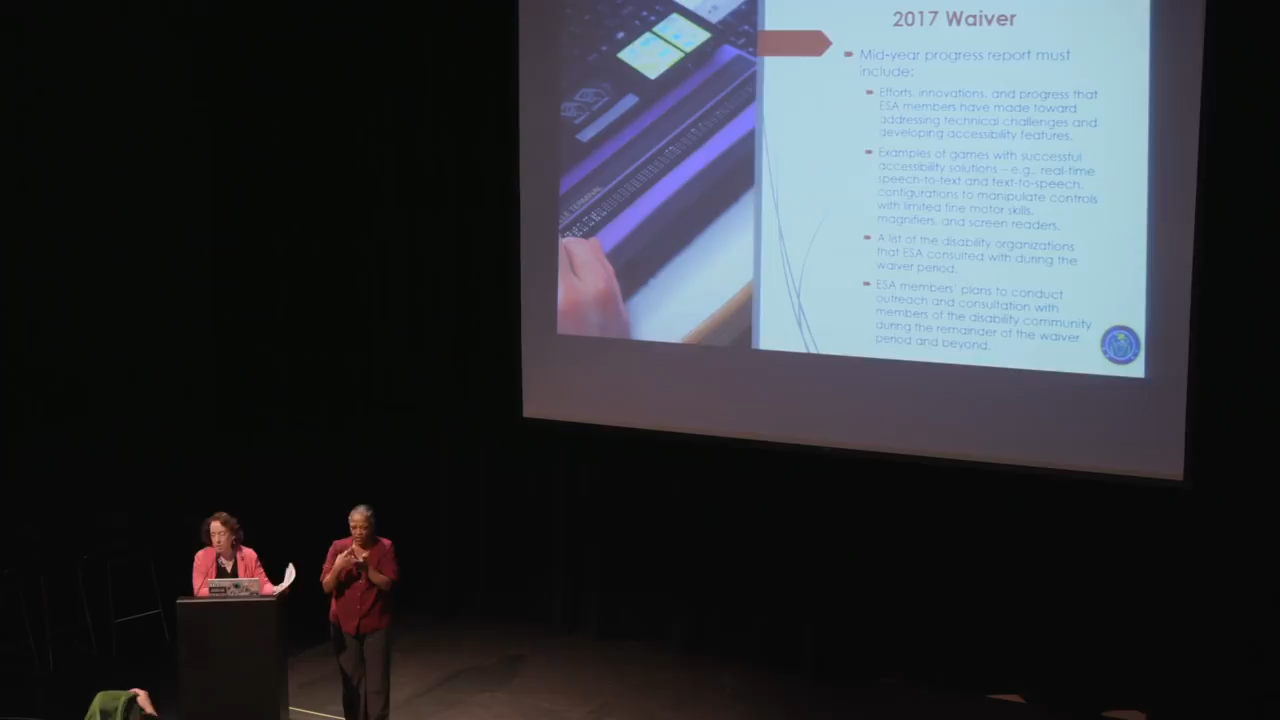 2017 Waiver
Mid-year progress report must
include:
Efforts, innovations, and progress that
ESA members have made toward
addressing technical challenges and
developing accessibility features.
Examples of games with successful
accessibility solutions – e.g., real-time
speech-to-text and text-to-speech,
configurations to manipulate controls
with limited fine motor skills,
magnifiers, and screen readers.
A list of the disability organizations
that ESA consulted with during the
waiver period.
ESA members' plans to conduct
outreach and consultation with
members of the disability community
during the remainder of the waiver
period and beyond.